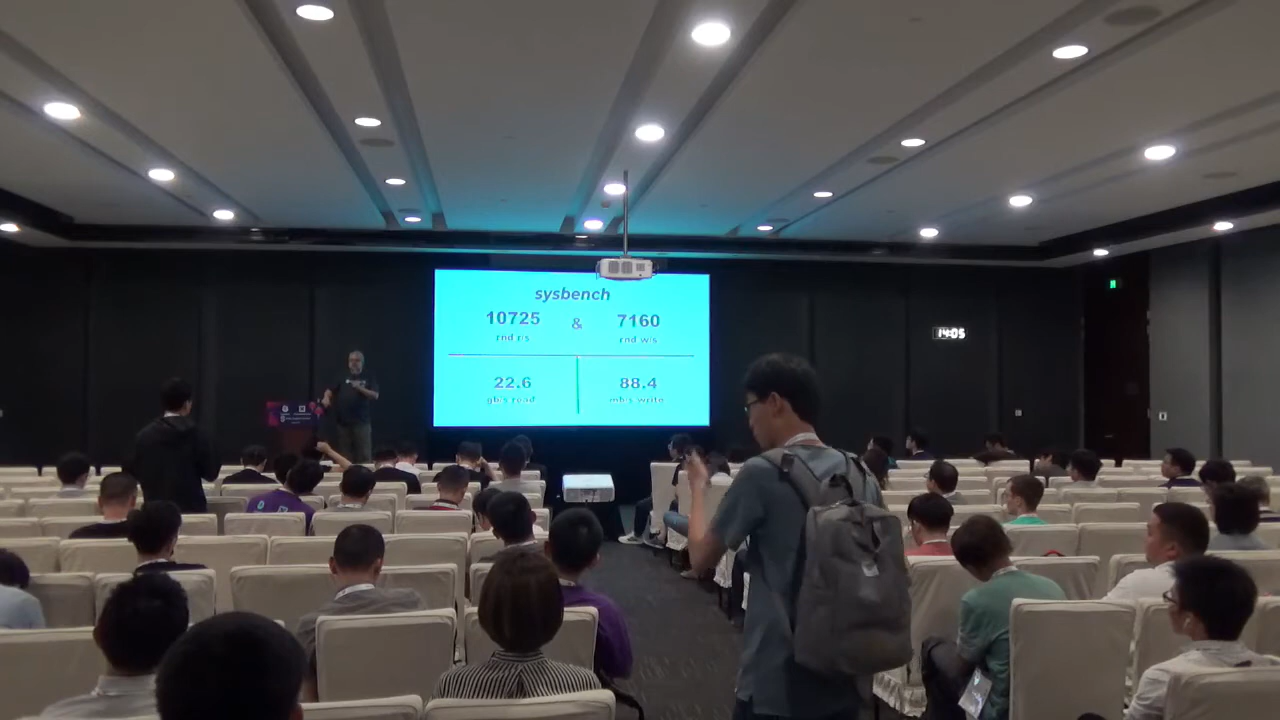 sysbench
10725 & 7160
rnd r/s rnd w/s
22.6 88.4
gb/s read mb/s write
14:05